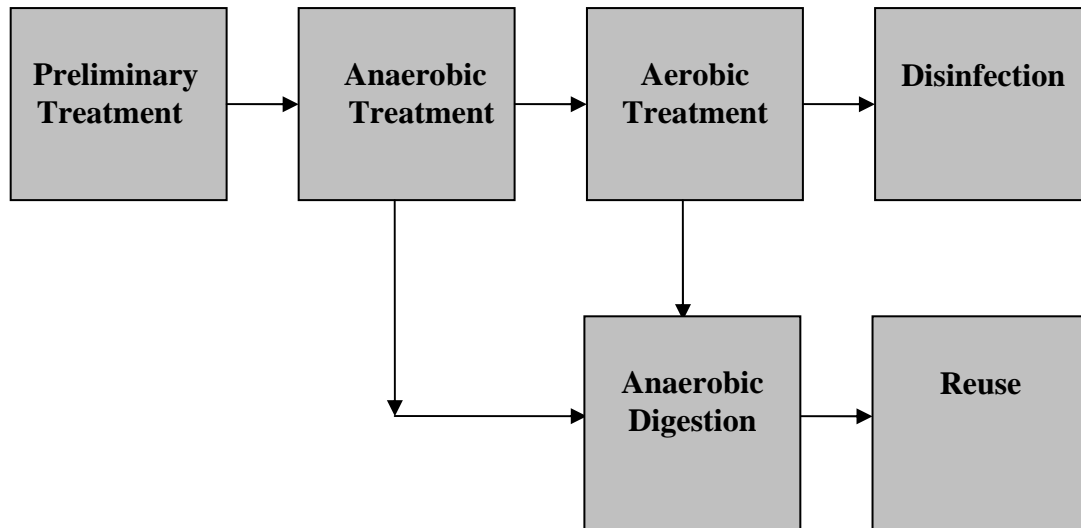 Preliminary
Treatment
Anaerobic
Treatment
Aerobic
Treatment
Disinfection
Anaerobic
Digestion
Reuse